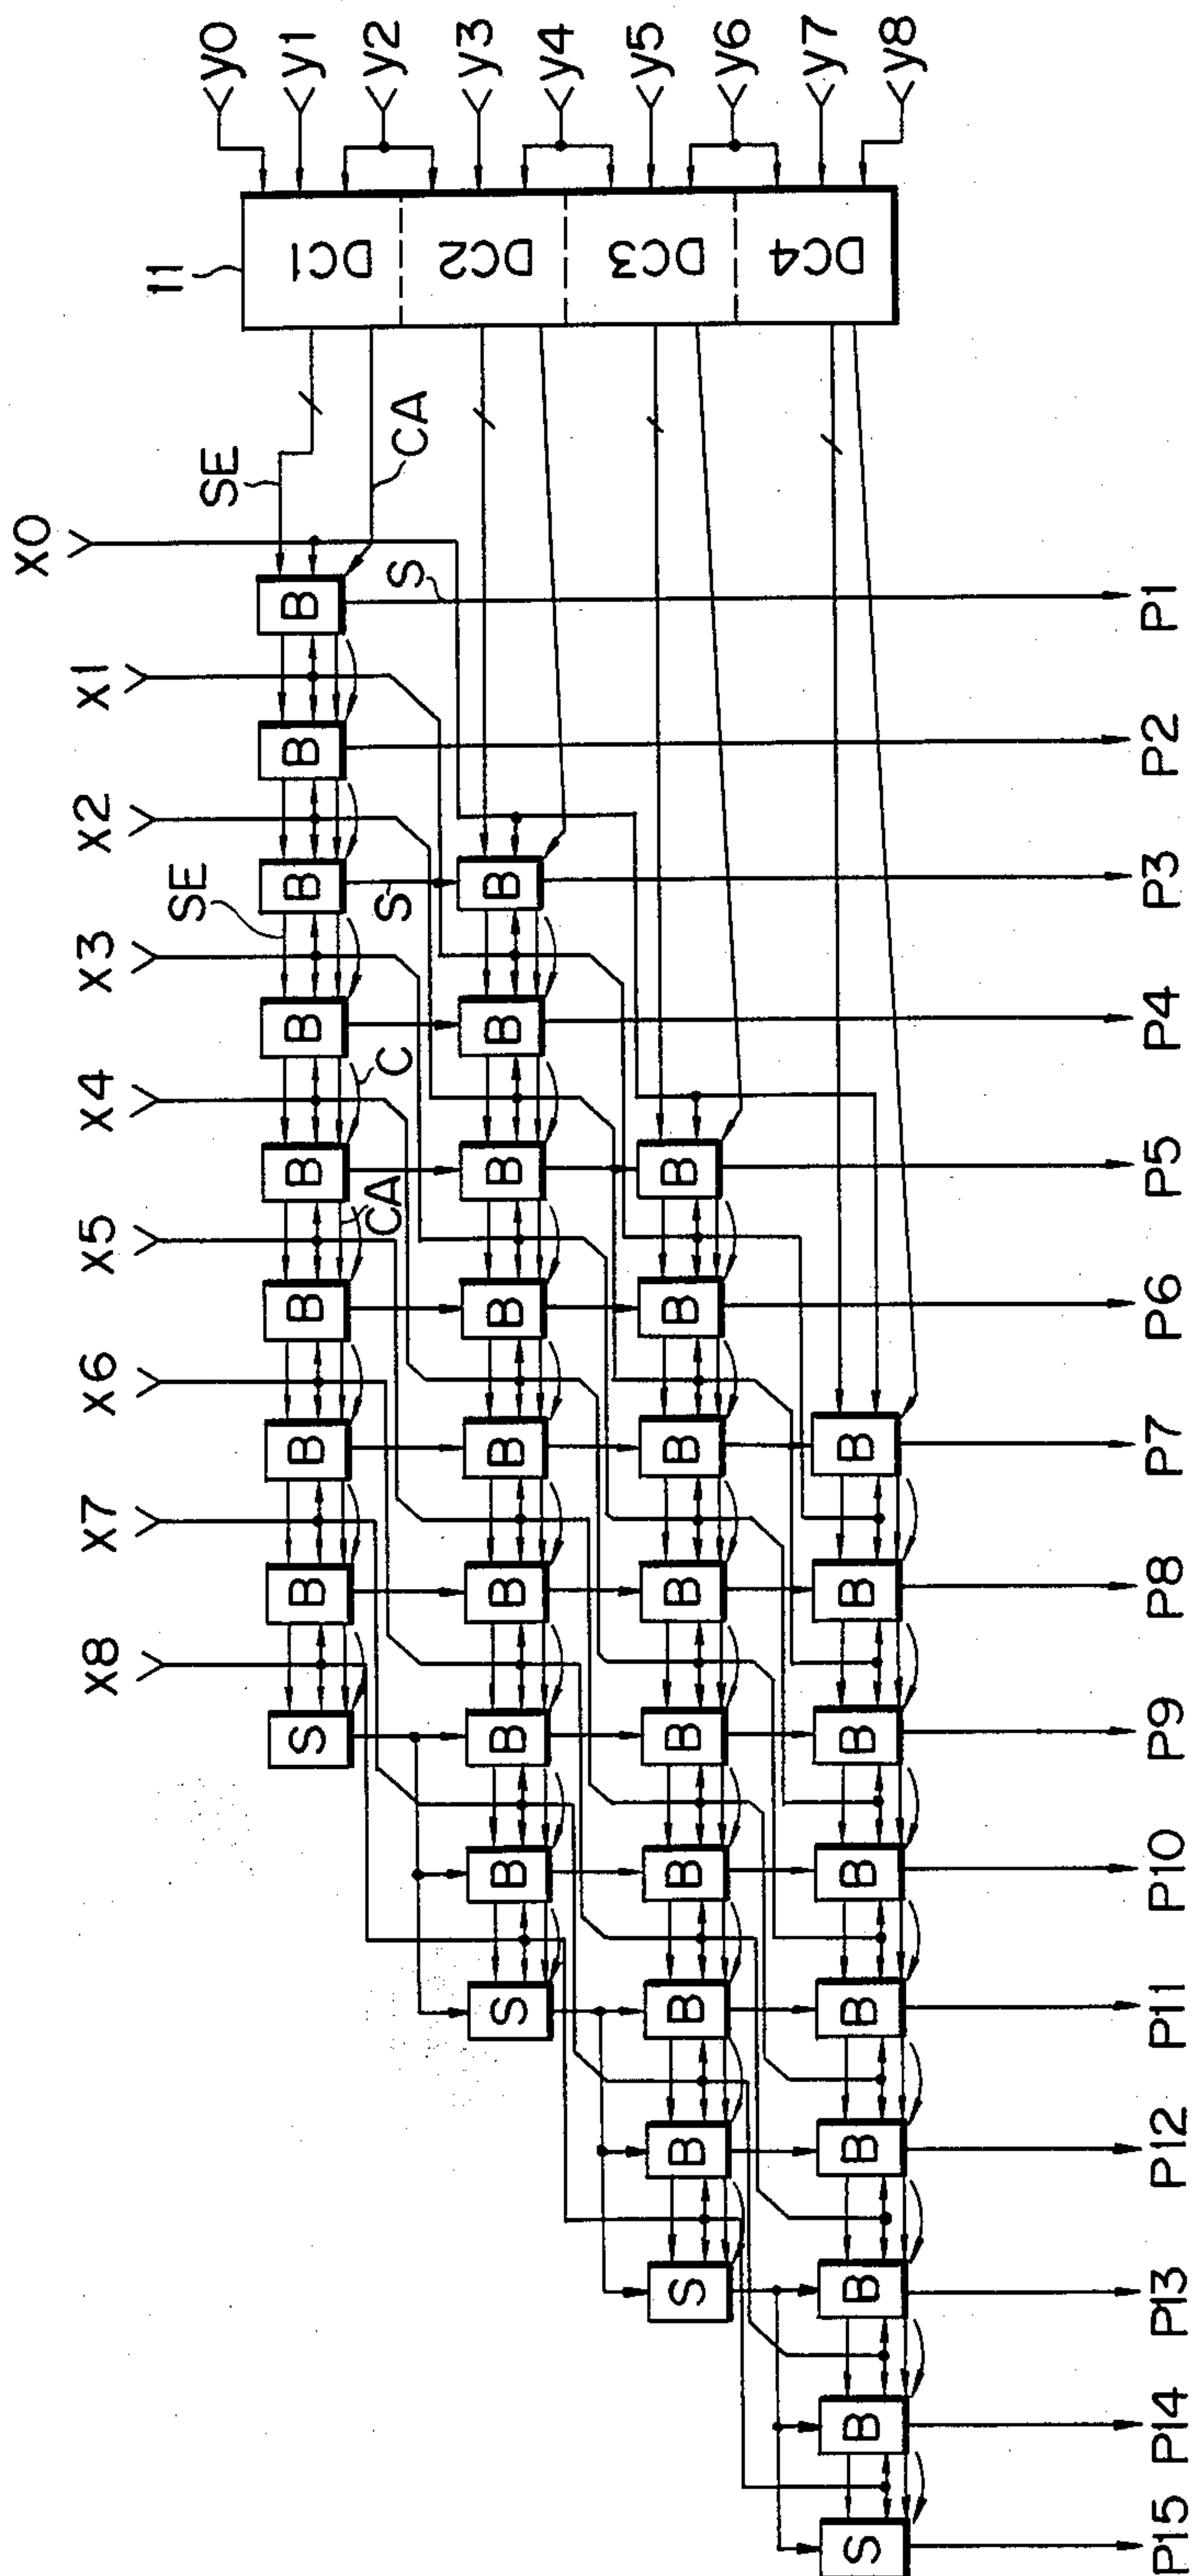 X8 X7 X6 X5 X4 X3 X2 X1 X0
11
SE SE
y0
y1
y2
y3
y4
y5
y6
y7
y8
S B B B B B B B B
DC1
CA C S S CA
S B B B B B B B B
DC2
S B B B B B B B B
DC3
S B B B B B B B B
DC4
P15 P14 P13 P12 P11 P10 P9 P8 P7 P6 P5 P4 P3 P2 P1